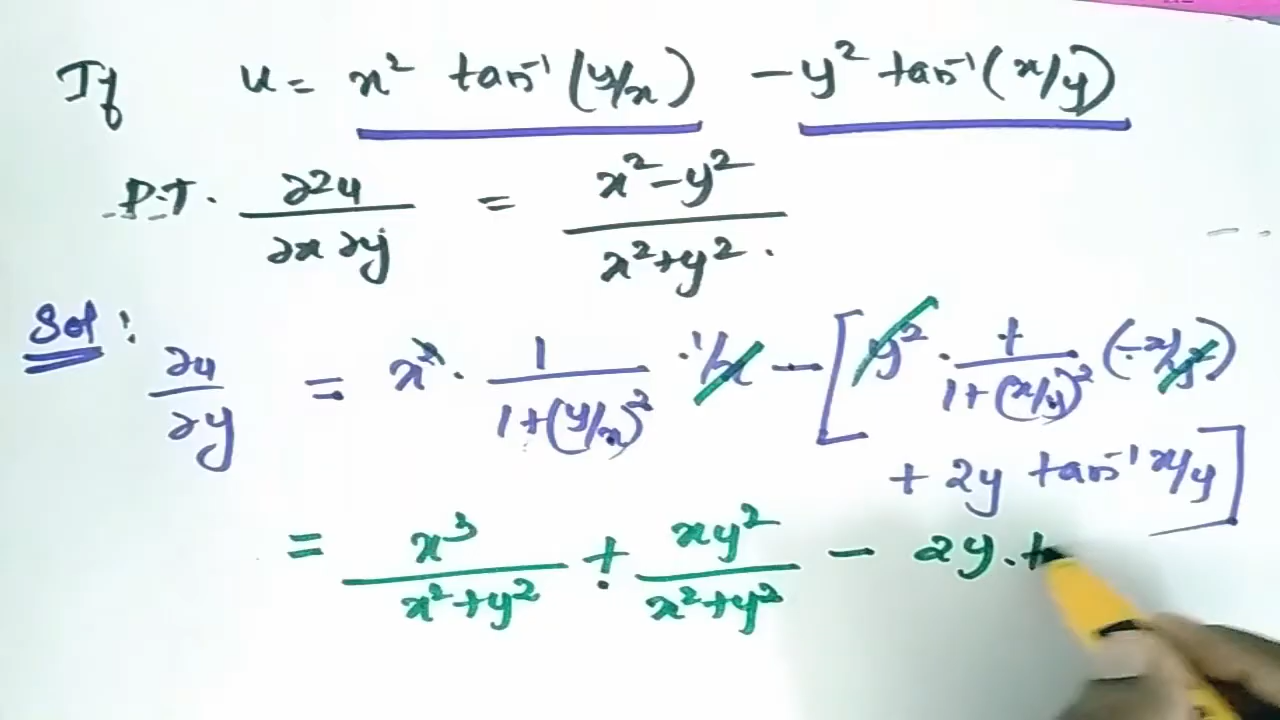 If u = x² tan⁻¹(y/x) - y² tan⁻¹(x/y)
P.T. ∂²u/∂x ∂y = x²-y²/x²+y².
Sol:
∂u/∂y = x² · 1/1+(y/x)² · 1/x - [y² · 1/1+(x/y)² (-x/y²)
+ 2y tan⁻¹ x/y]
= x³/x²+y² + xy²/x²+y² - 2y. t